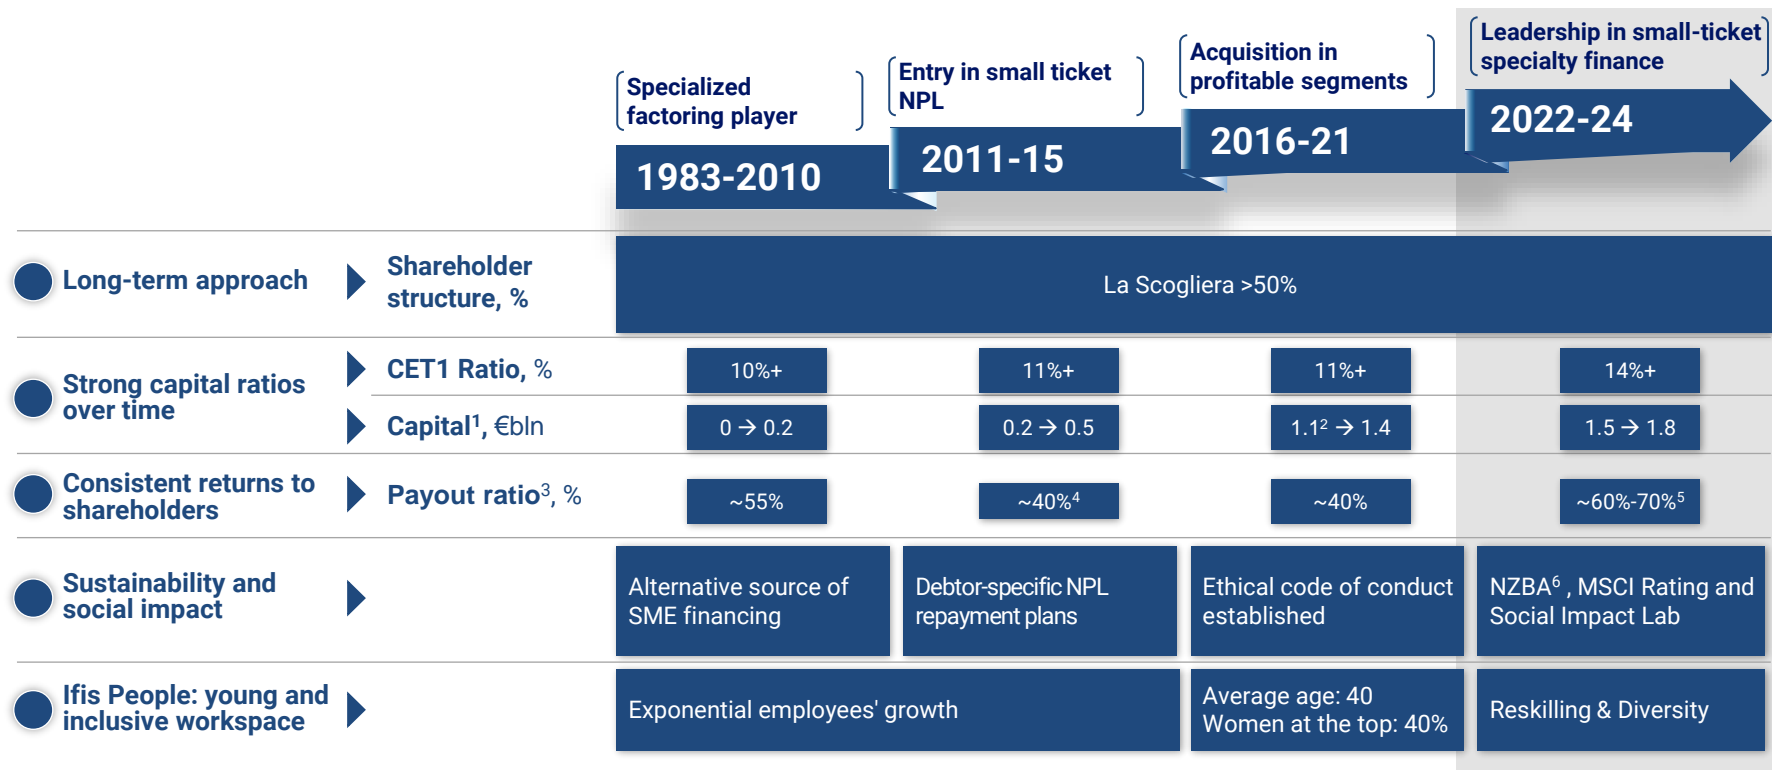 Specialized
factoring player
Entry in small ticket
NPL
Acquisition in
profitable segments
Leadership in small-ticket
specialty finance
1983-2010
2011-15
2016-21
2022-24
Long-term approach
Shareholder
structure, %
La Scogliera >50%
Strong capital ratios
over time
CET1 Ratio, %
10%+
11%+
11%+
14%+
Capital¹, €bln
0 → 0.2
0.2 → 0.5
1.1² → 1.4
1.5 → 1.8
Consistent returns to
shareholders
Payout ratio³, %
~55%
~40%⁴
~40%
~60%-70%⁵
Sustainability and
social impact
Alternative source of
SME financing
Debtor-specific NPL
repayment plans
Ethical code of conduct
established
NZBA⁶ , MSCI Rating and
Social Impact Lab
Ifis People: young and
inclusive workspace
Exponential employees' growth
Average age: 40
Women at the top: 40%
Reskilling & Diversity